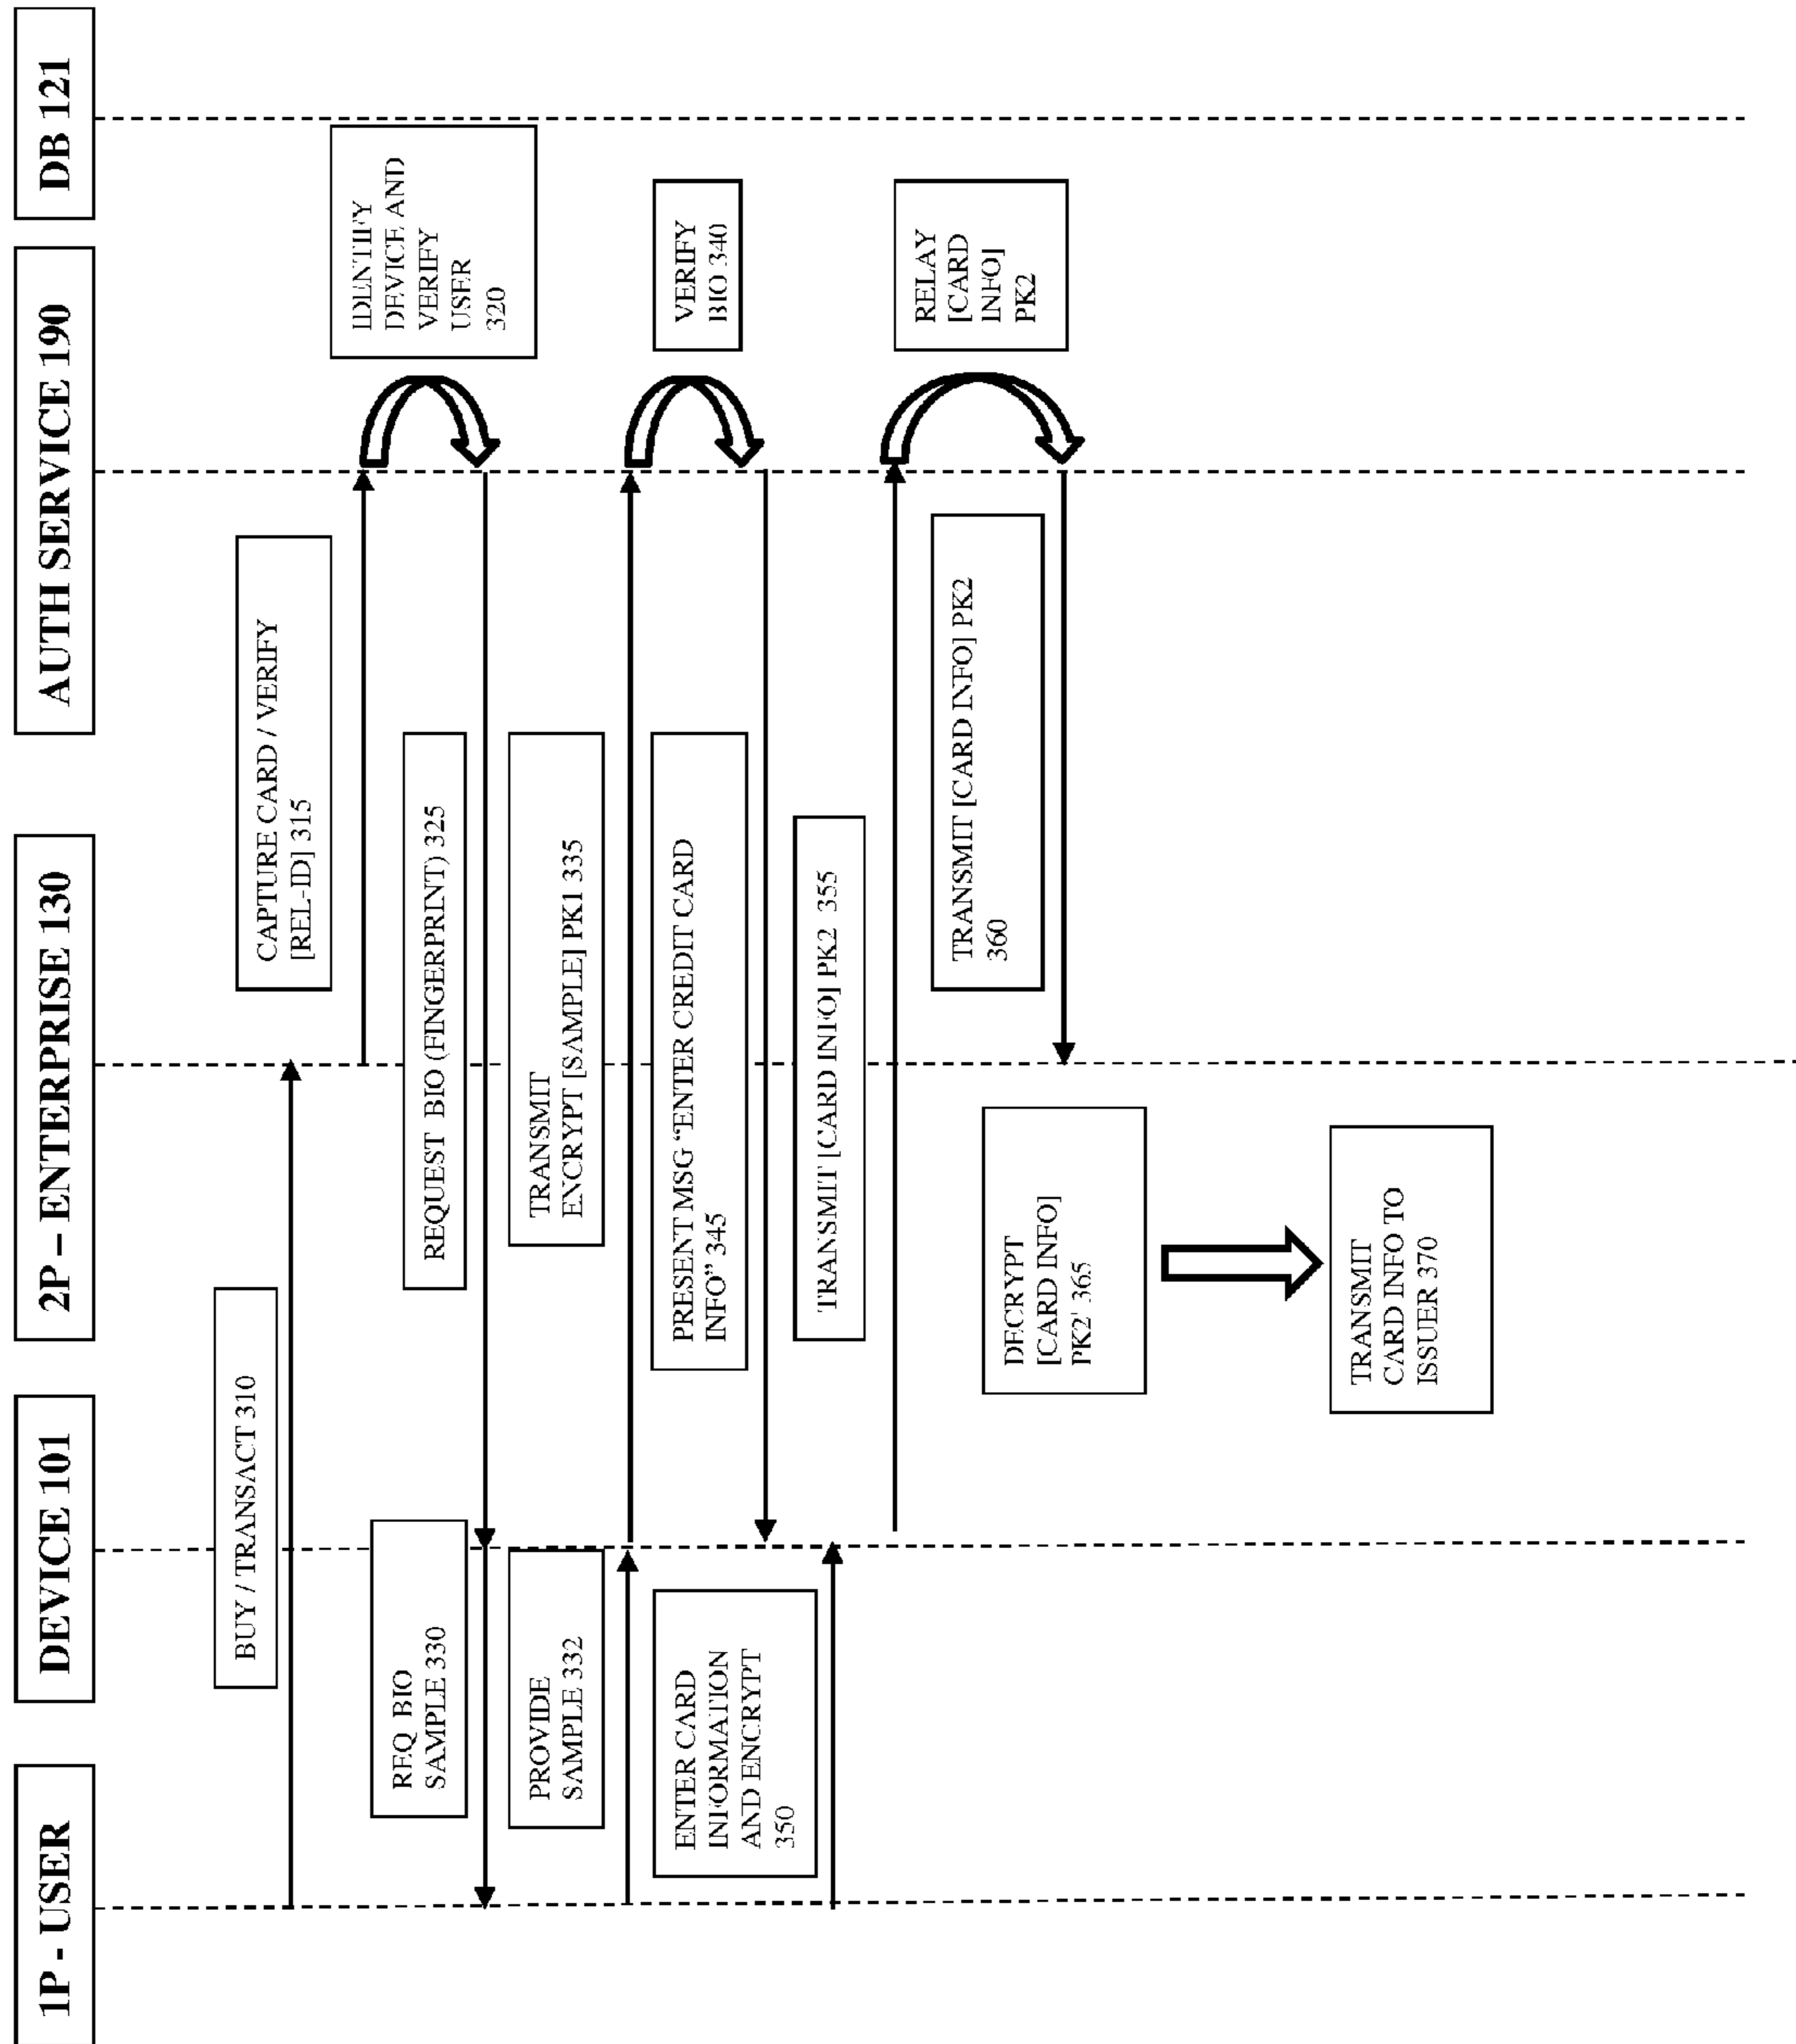 1P - USER
DEVICE 101
2P – ENTERPRISE 130
AUTH SERVICE 190
DB 121
BUY / TRANSACT 310
CAPTURE CARD / VERIFY
[REL-ID] 315
IDENTIFY
DEVICE AND
VERIFY
USER
320
REQUEST BIO (FINGERPRINT) 325
REQ BIO
SAMPLE 330
PROVIDE
SAMPLE 332
TRANSMIT
ENCRYPT [SAMPLE] PK1 335
VERIFY
BIO 340
PRESENT MSG “ENTER CREDIT CARD
INFO” 345
ENTER CARD
INFORMATION
AND ENCRYPT
350
TRANSMIT [CARD INFO] PK2 355
RELAY
[CARD
INFO]
PK2
TRANSMIT [CARD INFO] PK2
360
DECRYPT
[CARD INFO]
PK2' 365
TRANSMIT
CARD INFO TO
ISSUER 370